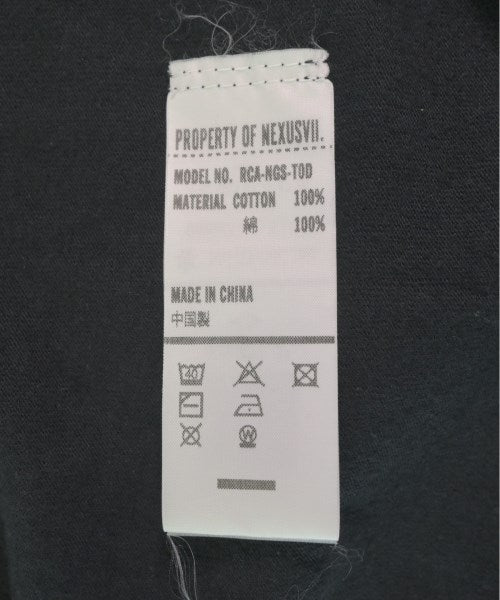 PROPERTY OF NEXUSVII.
MODEL NO. RCA-NGS-TOD
MATERIAL COTTON 100%
綿 100%
MADE IN CHINA
中国製
40
W